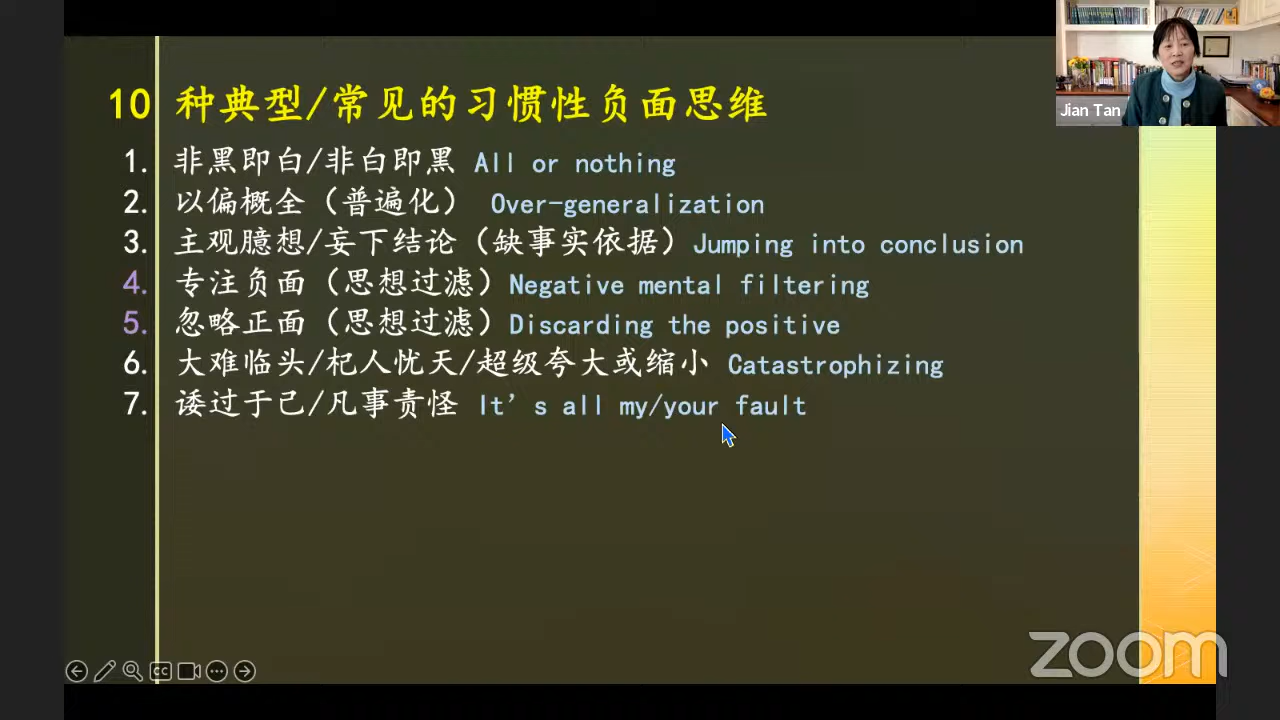 Jian Tan
10 种典型/常见的习惯性负面思维
1. 非黑即白/非白即黑 All or nothing
2. 以偏概全（普遍化） Over-generalization
3. 主观臆想/妄下结论（缺事实依据）Jumping into conclusion
4. 专注负面（思想过滤）Negative mental filtering
5. 忽略正面（思想过滤）Discarding the positive
6. 大难临头/杞人忧天/超级夸大或缩小 Catastrophizing
7. 诿过于己/凡事责怪 It’s all my/your fault
CC
zoom